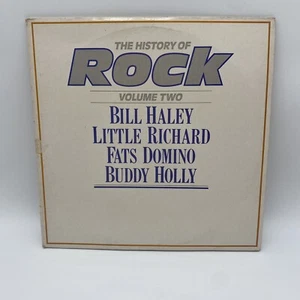 THE HISTORY OF
Rock
VOLUME TWO
BILL HALEY
LITTLE RICHARD
FATS DOMINO
BUDDY HOLLY